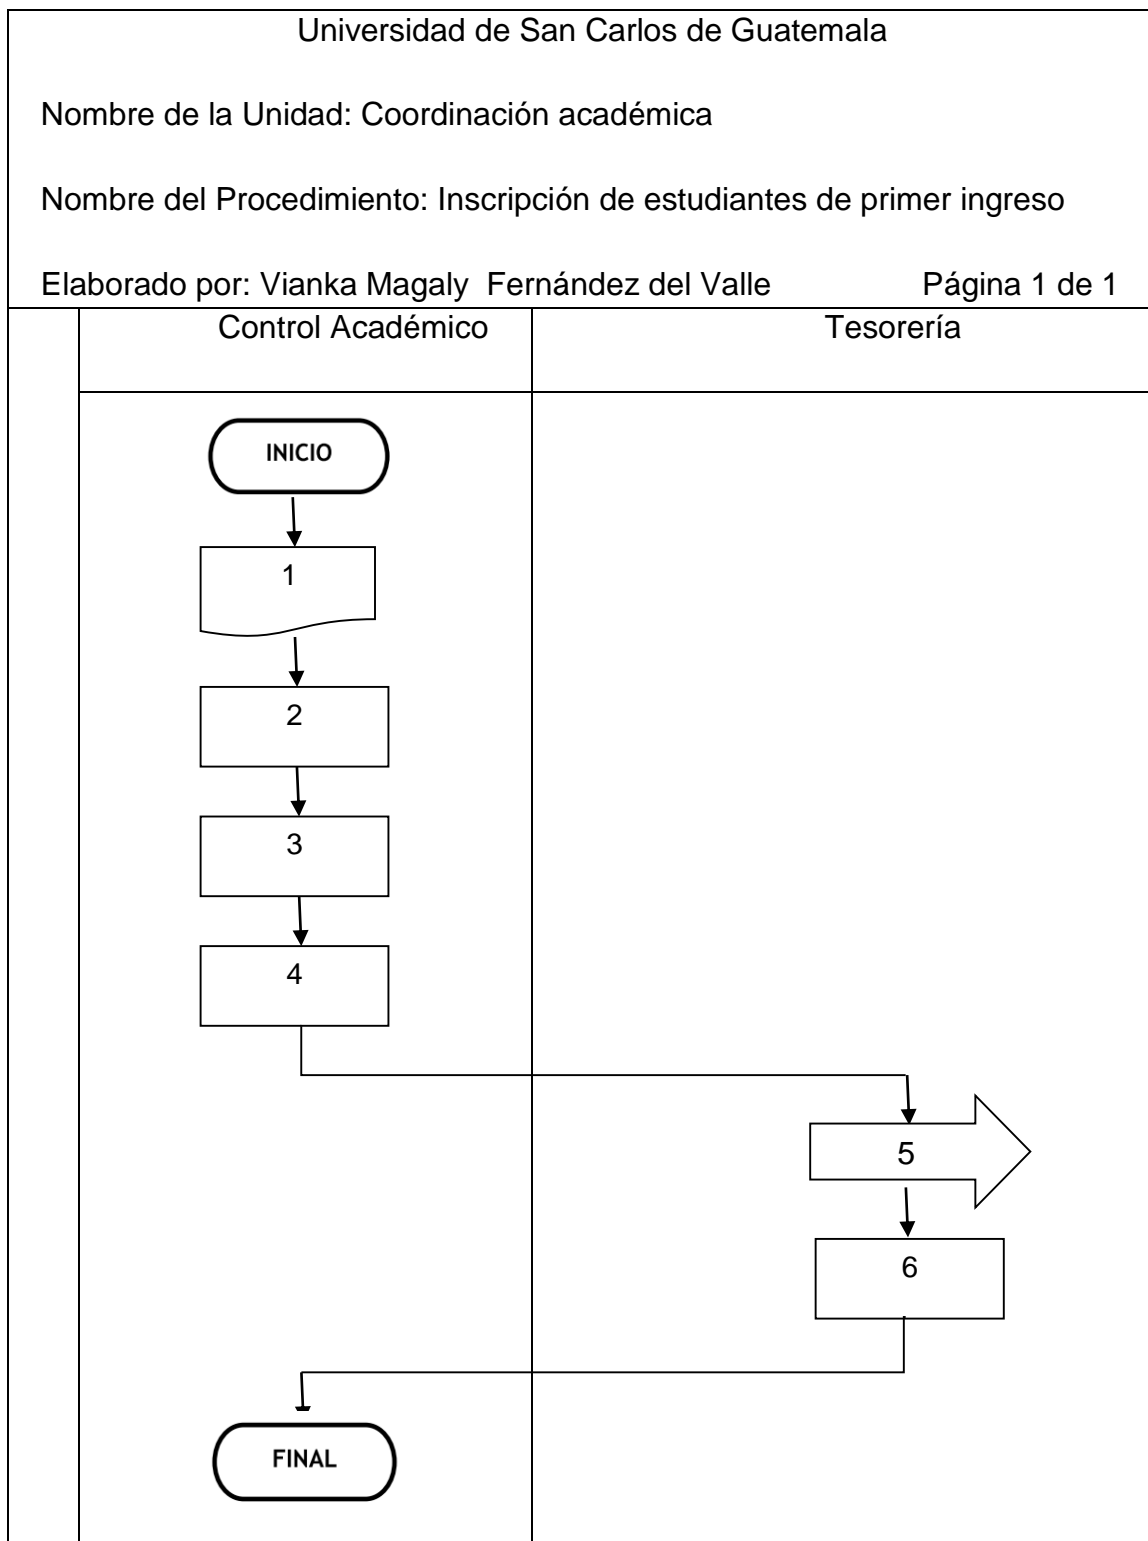 Universidad de San Carlos de Guatemala
Nombre de la Unidad: Coordinación académica
Nombre del Procedimiento: Inscripción de estudiantes de primer ingreso
Elaborado por: Vianka Magaly  Fernández del Valle Página 1 de 1
Control Académico Tesorería
INICIO
1
2
3
4
5
6
FINAL